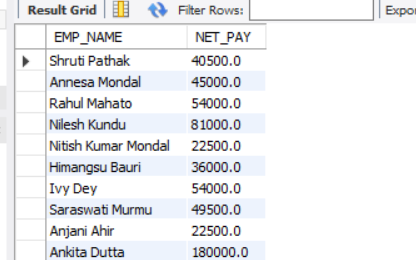 Result Grid Filter Rows: Expor
EMP_NAME NET_PAY
Shruti Pathak 40500.0
Annesa Mondal 45000.0
Rahul Mahato 54000.0
Nilesh Kundu 81000.0
Nitish Kumar Mondal 22500.0
Himangsu Bauri 36000.0
Ivy Dey 54000.0
Saraswati Murmu 49500.0
Anjani Ahir 22500.0
Ankita Dutta 180000.0